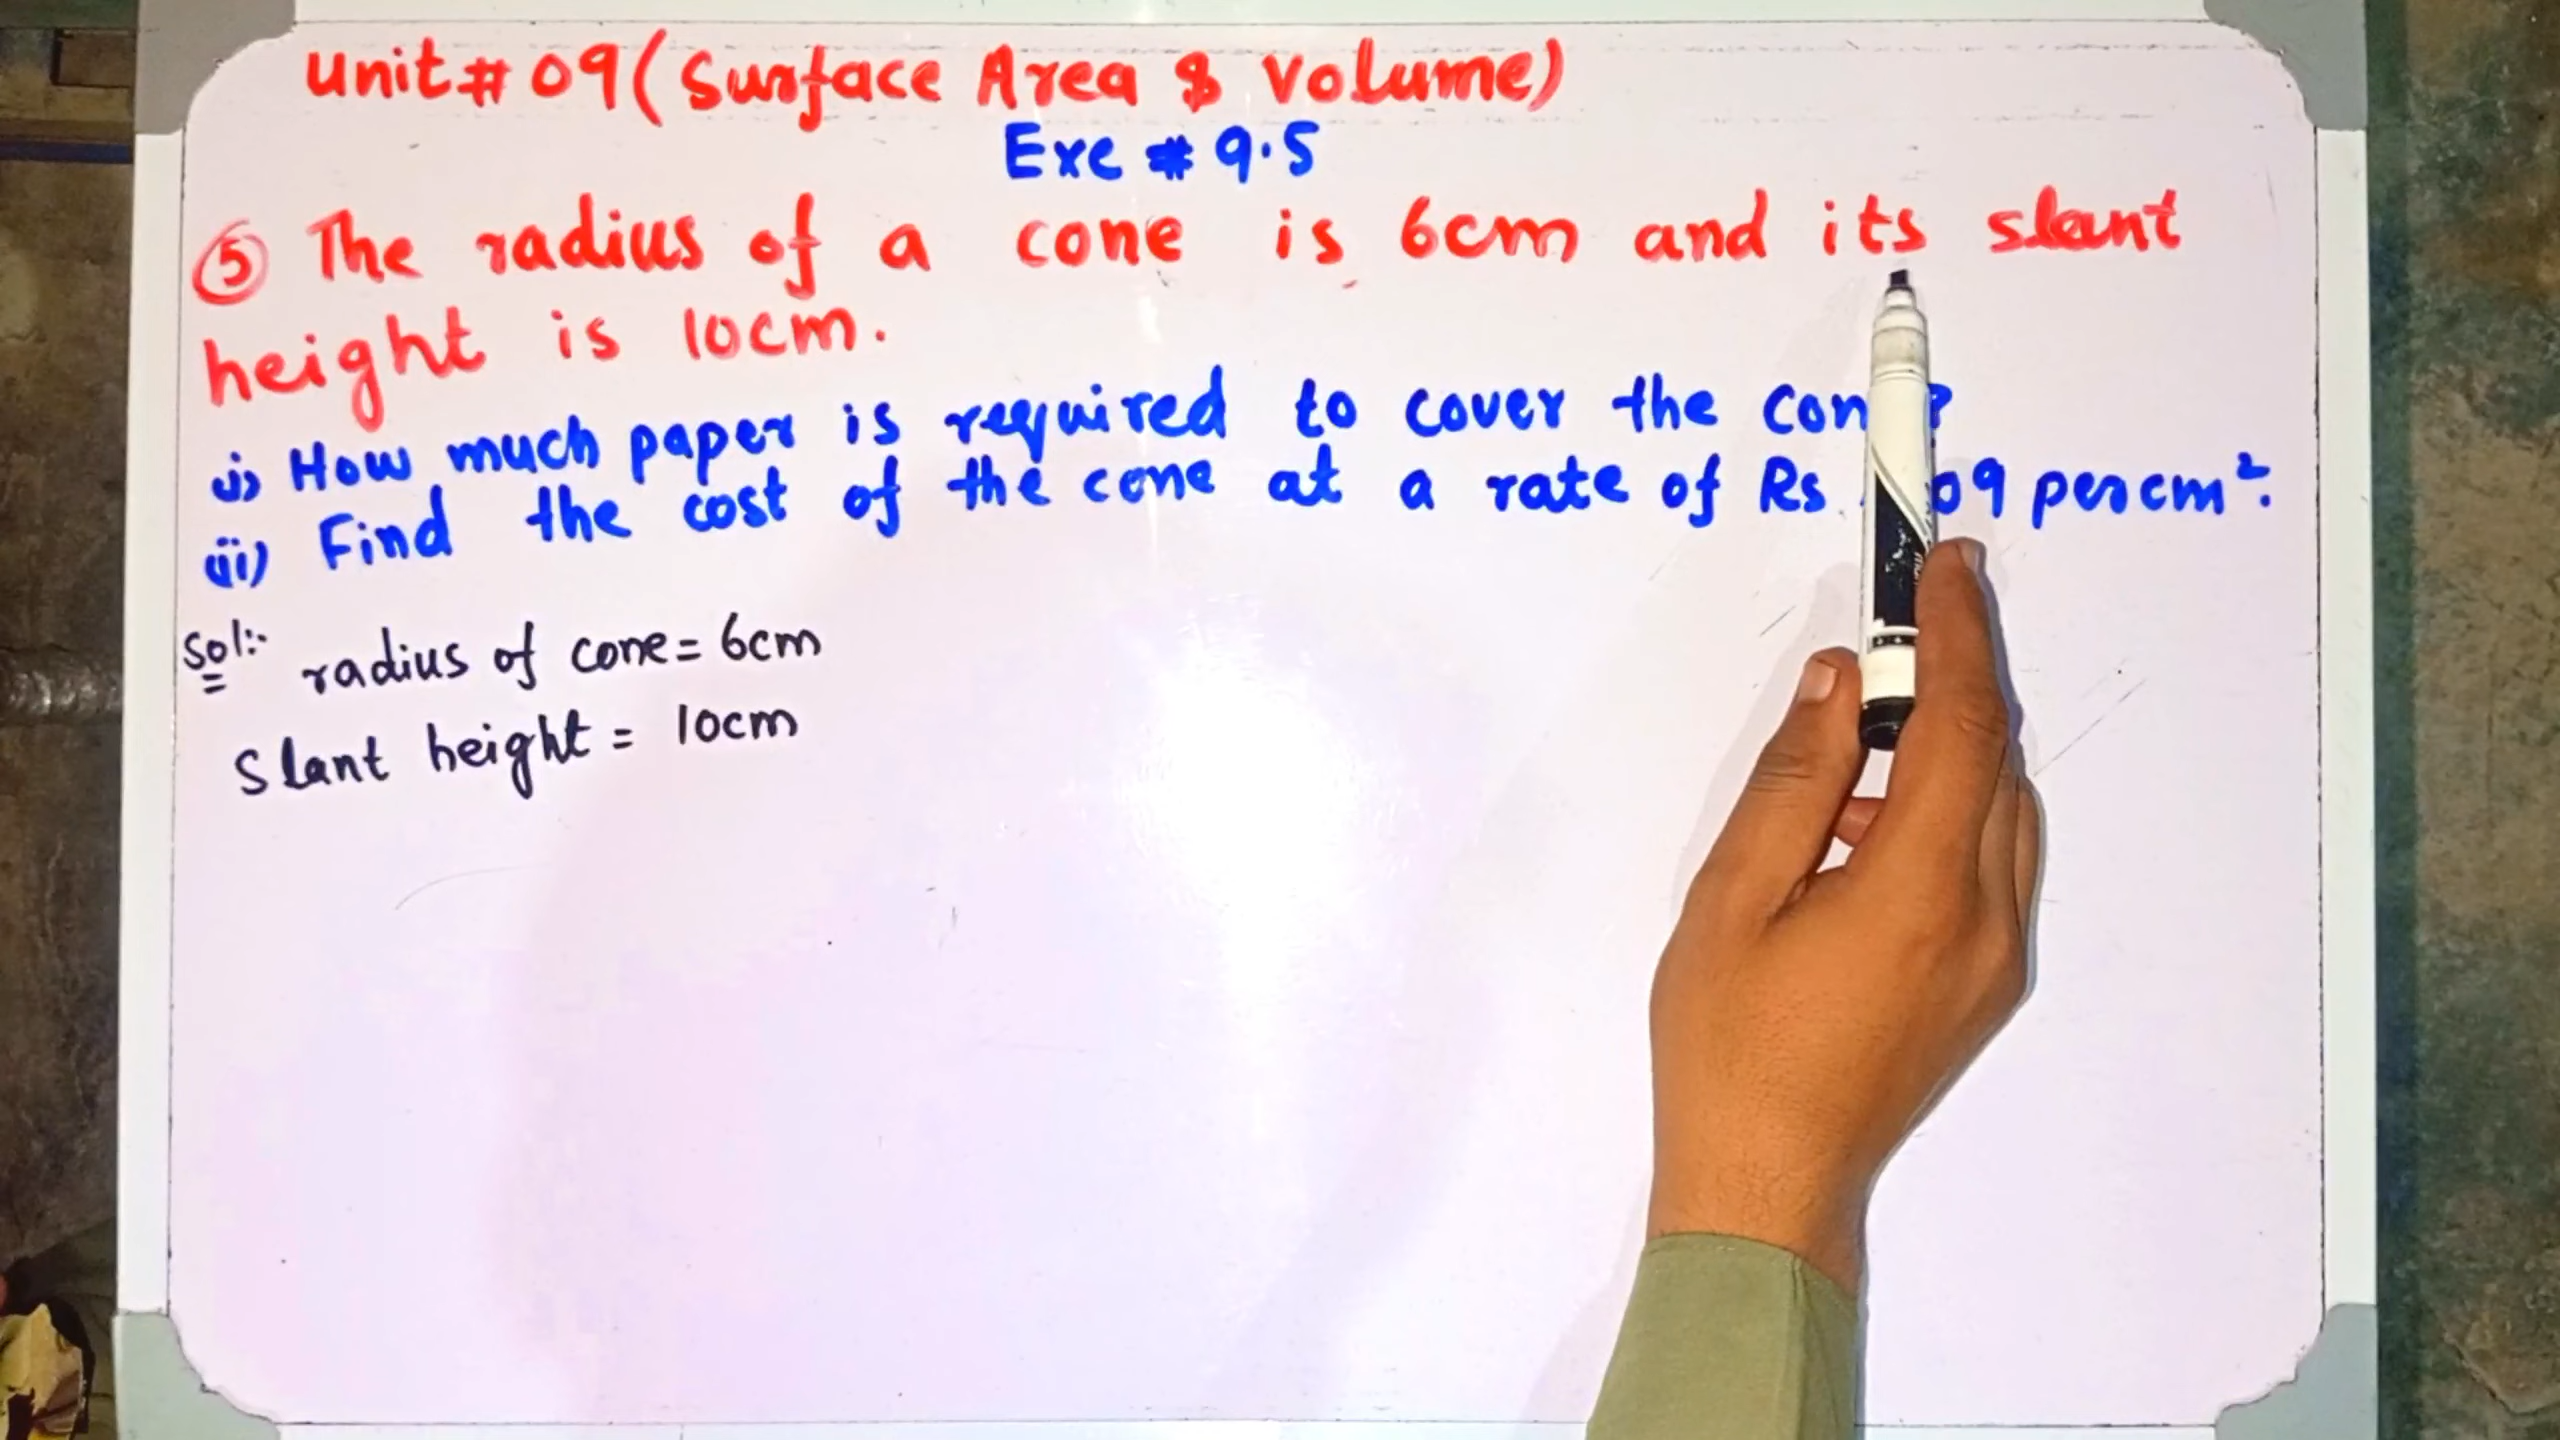 Unit # 09 (Surface Area & Volume)
Exe # 9.5
5 The radius of a cone is 6cm and its slant
height is 10cm.
i) How much paper is required to cover the con ?
ii) Find the cost of the cone at a rate of Rs 09 per cm².
Sol:- radius of cone = 6cm
Slant height = 10cm